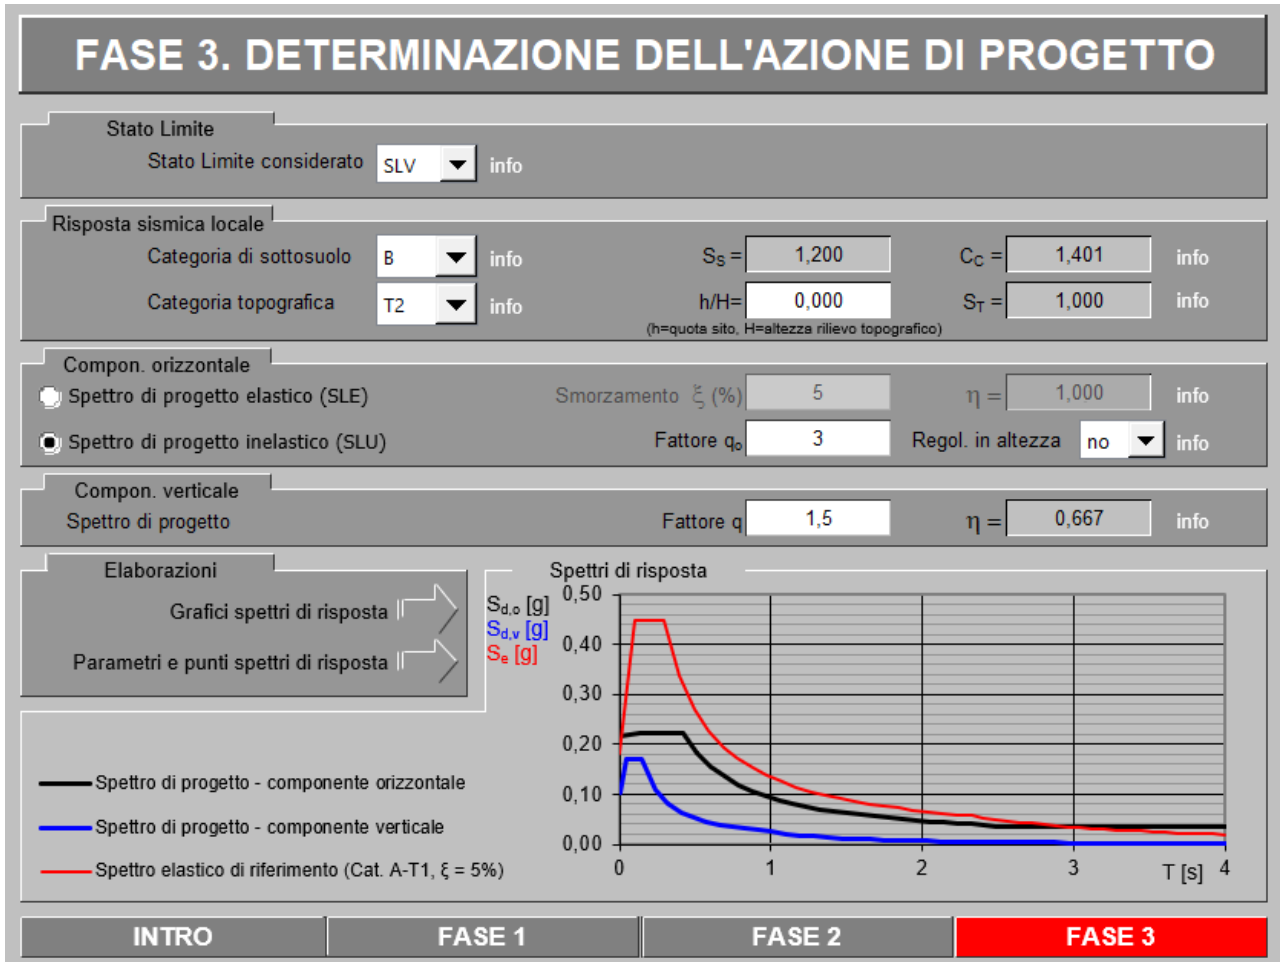 FASE 3. DETERMINAZIONE DELL'AZIONE DI PROGETTO
Stato Limite
Stato Limite considerato SLV info
Risposta sismica locale
Categoria di sottosuolo B info SS = 1,200 CC = 1,401 info
Categoria topografica T2 info h/H= 0,000 ST = 1,000 info
(h=quota sito, H=altezza rilievo topografico)
Compon. orizzontale
Spettro di progetto elastico (SLE) Smorzamento ξ (%) 5 η = 1,000 info
Spettro di progetto inelastico (SLU) Fattore qo 3 Regol. in altezza no info
Compon. verticale
Spettro di progetto Fattore q 1,5 η = 0,667 info
Elaborazioni
Grafici spettri di risposta
Parametri e punti spettri di risposta
Spettri di risposta
Sd,o [g]
Sd,v [g]
Se [g]
0,50
0,40
0,30
0,20
0,10
0,00
0 1 2 3 T [s] 4
Spettro di progetto - componente orizzontale
Spettro di progetto - componente verticale
Spettro elastico di riferimento (Cat. A-T1, ξ = 5%)
INTRO FASE 1 FASE 2 FASE 3